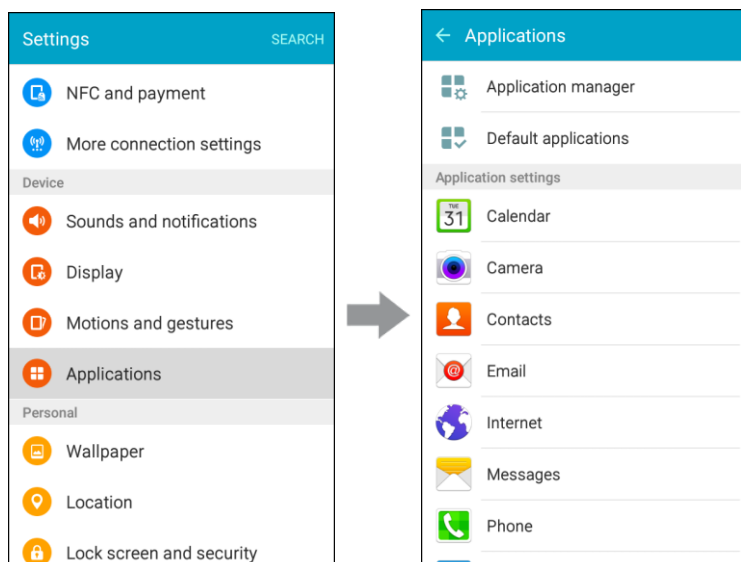 Settings
SEARCH
NFC and payment
More connection settings
Device
Sounds and notifications
Display
Motions and gestures
Applications
Personal
Wallpaper
Location
Lock screen and security
Applications
Application manager
Default applications
Application settings
TUE
31
Calendar
Camera
Contacts
@
Email
Internet
Messages
Phone